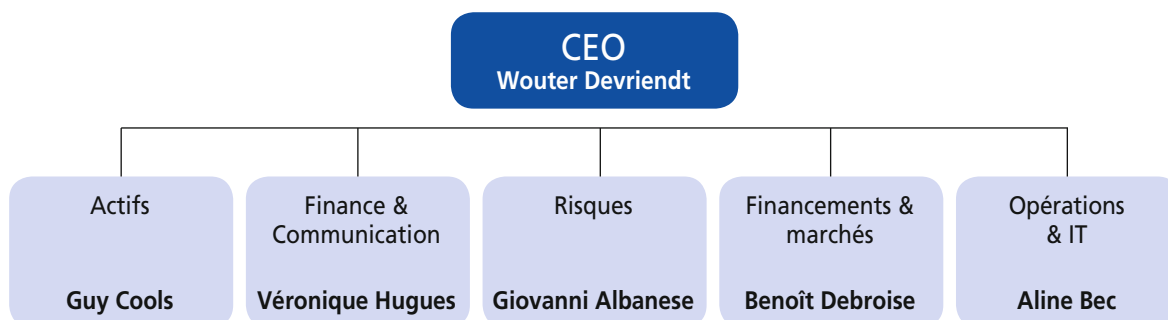 CEO
Wouter Devriendt
Actifs
Guy Cools
Finance &
Communication
Véronique Hugues
Risques
Giovanni Albanese
Financements &
marchés
Benoît Debroise
Opérations
& IT
Aline Bec